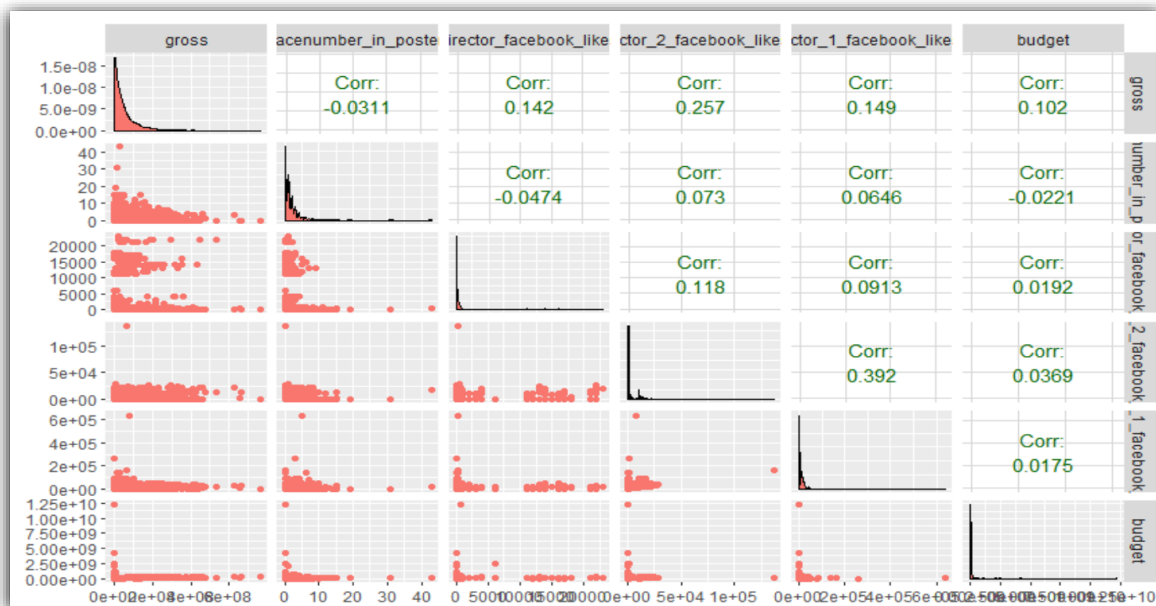 gross
acenumber_in_poste
irector_facebook_like
ctor_2_facebook_like
ctor_1_facebook_like
budget
1.5e-08
1.0e-08
5.0e-09
0.0e+00
Corr:
-0.0311
Corr:
0.142
Corr:
0.257
Corr:
0.149
Corr:
0.102
gross
40
30
20
10
0
Corr:
-0.0474
Corr:
0.073
Corr:
0.0646
Corr:
-0.0221
number_in_p
20000
15000
10000
5000
0
Corr:
0.118
Corr:
0.0913
Corr:
0.0192
or_facebook
1e+05
5e+04
0e+00
Corr:
0.392
Corr:
0.0369
2_facebook
6e+05
4e+05
2e+05
0e+00
Corr:
0.0175
_1_facebook
1.25e+10
1.00e+10
7.50e+09
5.00e+09
2.50e+09
0.00e+00
budget
0 10 20 30 40
0e+00 5e+04 1e+05